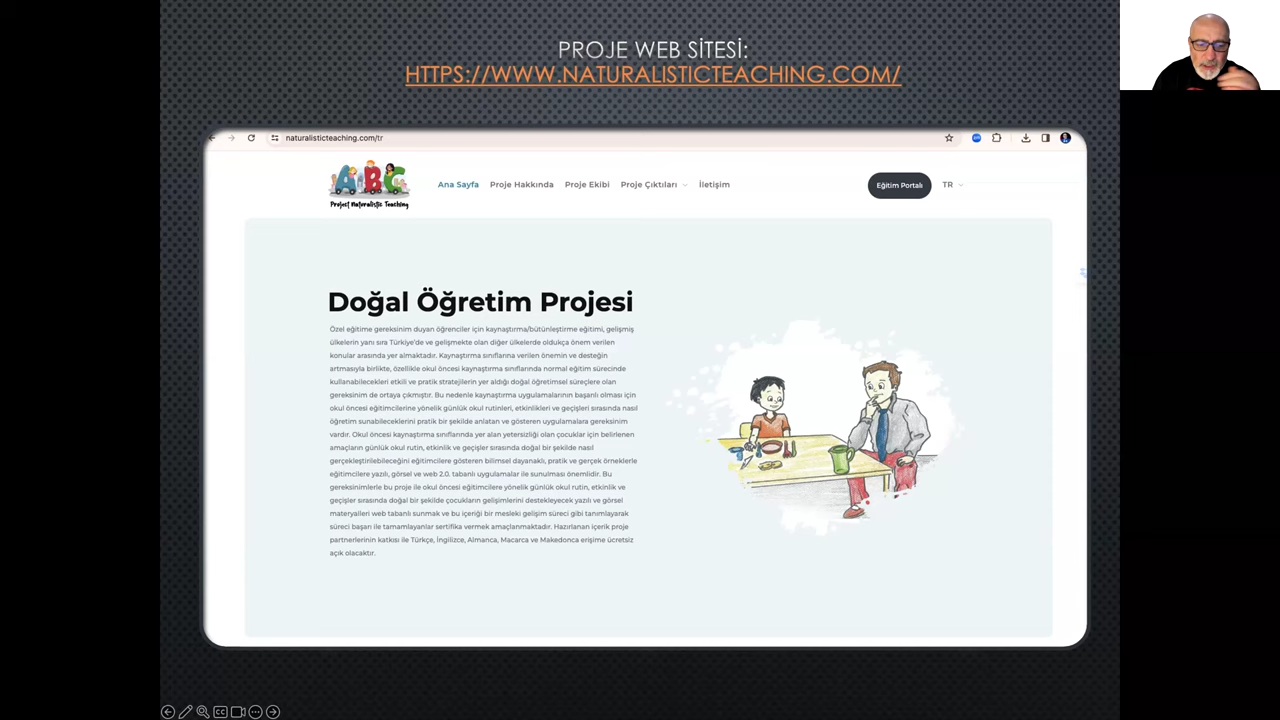 PROJE WEB SİTESİ:
HTTPS://WWW.NATURALISTICTEACHING.COM/
naturalisticteaching.com/tr
ABC
Project Naturalistic Teaching
Ana Sayfa Proje Hakkında Proje Ekibi Proje Çıktıları İletişim
Eğitim Portalı TR
Doğal Öğretim Projesi
Özel eğitime gereksinim duyan öğrenciler için kaynaştırma/bütünleştirme eğitimi, gelişmiş
ülkelerin yanı sıra Türkiye'de ve gelişmekte olan diğer ülkelerde oldukça önem verilen
konular arasında yer almaktadır. Kaynaştırma sınıflarına verilen önemin ve desteğin
artmasıyla birlikte, özellikle okul öncesi kaynaştırma sınıflarında normal eğitim sürecinde
kullanabilecekleri etkili ve pratik stratejilerin yer aldığı doğal öğretimsel süreçlere olan
gereksinim de ortaya çıkmıştır. Bu nedenle kaynaştırma uygulamalarının başarılı olması için
okul öncesi eğitimcilerine yönelik günlük okul rutinleri, etkinlikleri ve geçişleri sırasında nasıl
öğretim sunabileceklerini pratik bir şekilde anlatan ve gösteren uygulamalara gereksinim
vardır. Okul öncesi kaynaştırma sınıflarında yer alan yetersizliği olan çocuklar için belirlenen
amaçların günlük okul rutin, etkinlik ve geçişler sırasında doğal bir şekilde nasıl
gerçekleştirilebileceğini eğitimcilere gösteren bilimsel dayanaklı, pratik ve gerçek örneklerle
eğitimcilere yazılı, görsel ve web 2.0. tabanlı uygulamalar ile sunulması önemlidir. Bu
gereksinimlerle bu proje ile okul öncesi eğitimcilere yönelik günlük okul rutin, etkinlik ve
geçişler sırasında doğal bir şekilde çocukların gelişimlerini destekleyecek yazılı ve görsel
materyalleri web tabanlı sunmak ve bu içeriği bir mesleki gelişim süreci gibi tanımlayarak
süreci başarı ile tamamlayanlar sertifika vermek amaçlanmaktadır. Hazırlanan içerik proje
partnerlerinin katkısı ile Türkçe, İngilizce, Almanca, Macarca ve Makedonca erişime ücretsiz
açık olacaktır.
CC